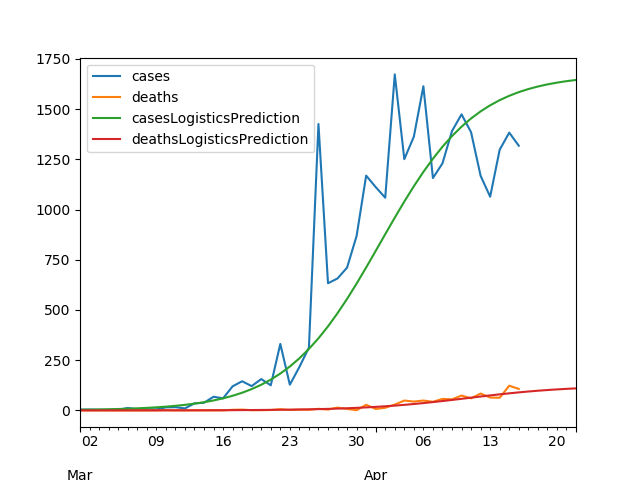 1750
1500
1250
1000
750
500
250
0
cases
deaths
casesLogisticsPrediction
deathsLogisticsPrediction
02 09 16 23 30 06 13 20
Mar Apr